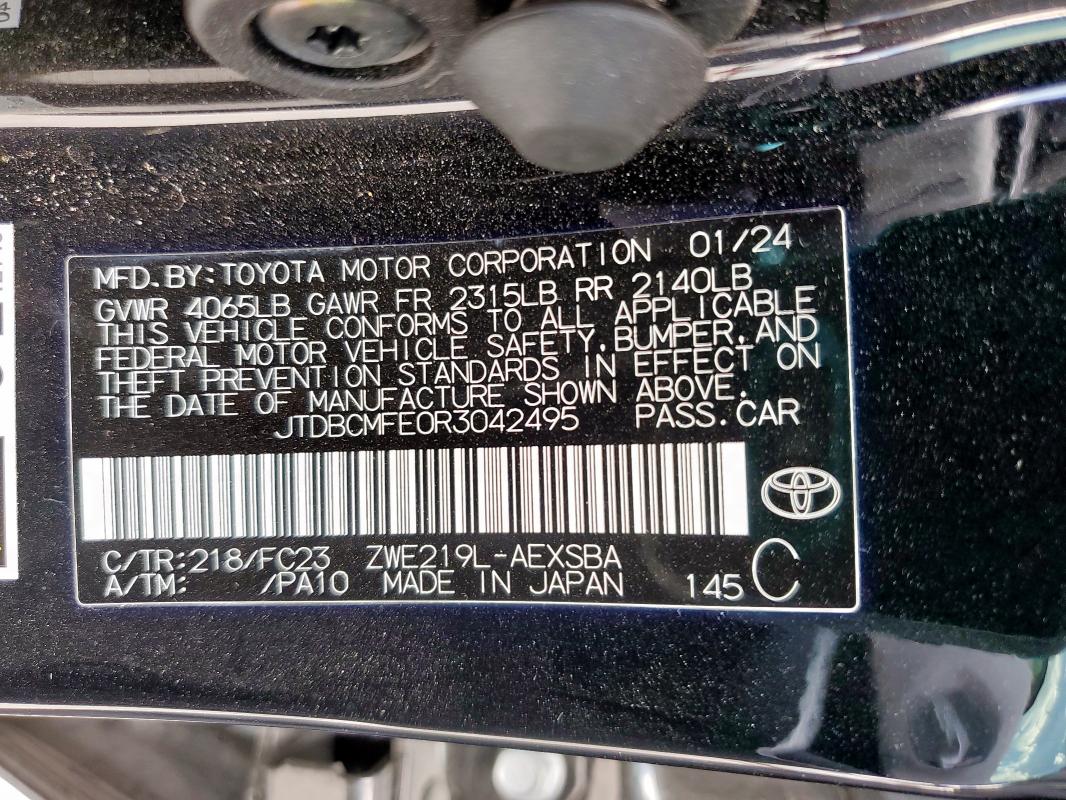 MFD.BY:TOYOTA MOTOR CORPORATION 01/24
GVWR 4065LB GAWR FR 2315LB RR 2140LB
THIS VEHICLE CONFORMS TO ALL APPLICABLE
FEDERAL MOTOR VEHICLE SAFETY,BUMPER,AND
THEFT PREVENTION STANDARDS IN EFFECT ON
THE DATE OF MANUFACTURE SHOWN ABOVE.
JTDBCMFE0R3042495 PASS.CAR
C/TR:218/FC23 ZWE219L-AEXSBA
A/TM: /PA10 MADE IN JAPAN 145 C